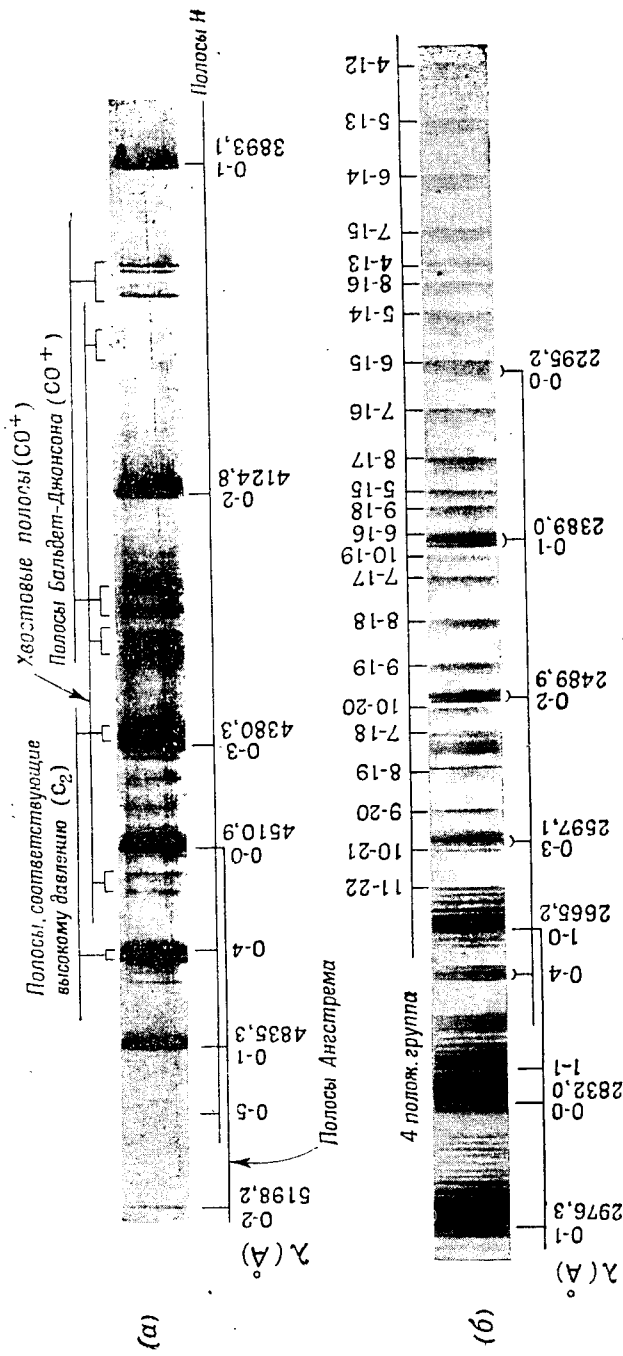 (а)
Полосы, соответствующие
высокому давлению (C₂)
Хвостовые полосы (CO⁺)
Полосы Бальдет-Джонсона (CO⁺)
λ (Å)
0-2 0-5 0-1 0-4 0-0 0-3 0-2 0-1 Полосы H
5198,2 4835,3 4510,9 4380,3 4124,8 3893,1
Полосы Ангстрема
(б)
4 полож. группа
11-22 10-21 9-20 8-19 7-18 10-20 9-19 8-18 7-17 10-19 6-16 9-18 5-15 8-17 7-16 6-15 5-14 8-16 4-13 7-15 6-14 5-13 4-12
λ (Å)
0-1 0-0 1-1 0-4 1-0 0-3 0-2 0-1 0-0
2976,3 2832,0 2665,2 2597,1 2489,9 2389,0 2295,2